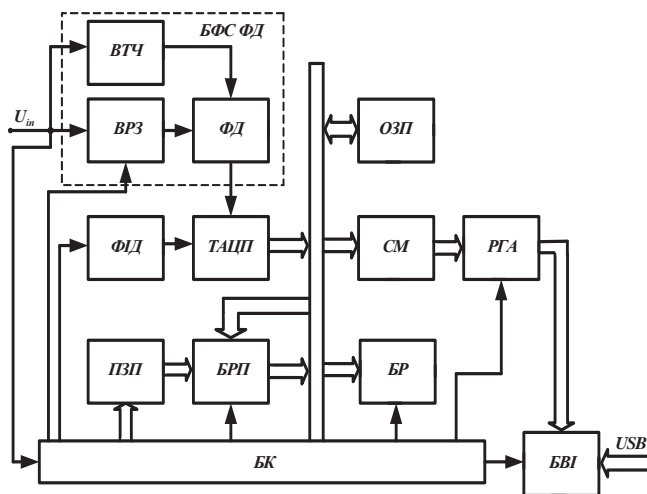 БФС ФД
ВТЧ
U_in
ВРЗ
ФД
ОЗП
ФІД
ТАЦП
СМ
РГА
ПЗП
БРП
БР
БК
БВІ
USB